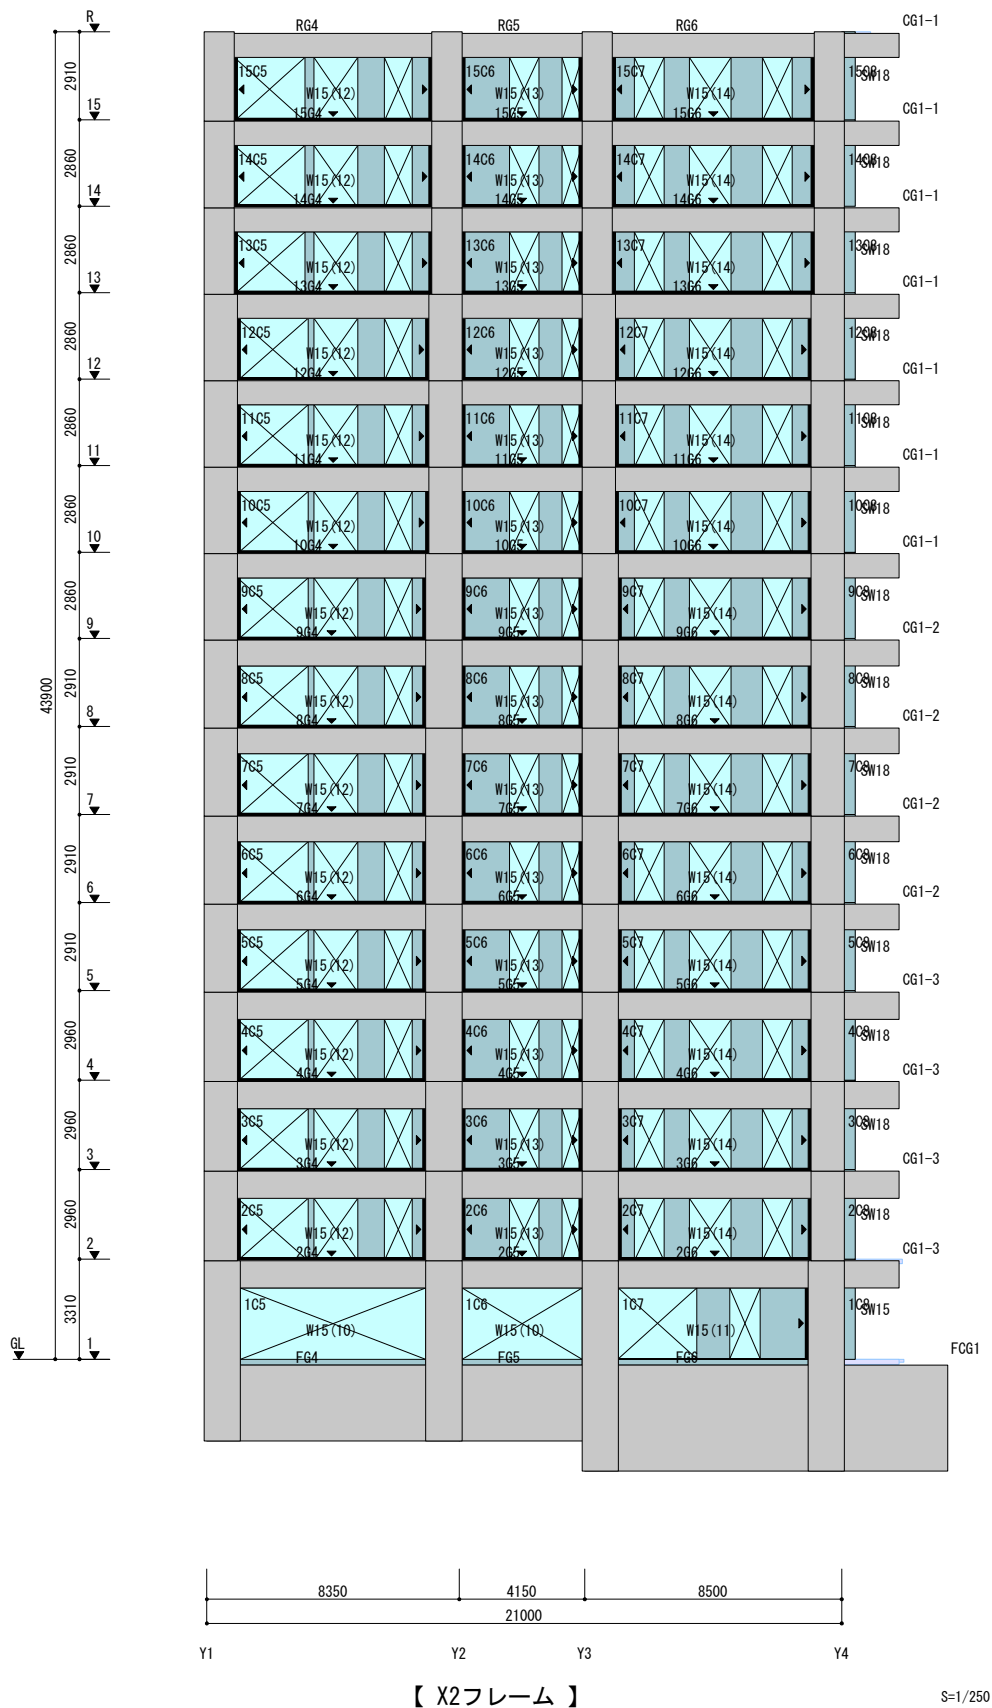 R RG4 RG5 RG6 CG1-1
2910 15C5 15C6 15C7 15C8 SW18
W15(12) W15(13) W15(14)
15 15G4 15G5 15G6 CG1-1
2860 14C5 14C6 14C7 14C8 SW18
W15(12) W15(13) W15(14)
14 14G4 14G5 14G6 CG1-1
2860 13C5 13C6 13C7 13C8 SW18
W15(12) W15(13) W15(14)
13 13G4 13G5 13G6 CG1-1
2860 12C5 12C6 12C7 12C8 SW18
W15(12) W15(13) W15(14)
12 12G4 12G5 12G6 CG1-1
2860 11C5 11C6 11C7 11C8 SW18
W15(12) W15(13) W15(14)
11 11G4 11G5 11G6 CG1-1
2860 10C5 10C6 10C7 10C8 SW18
W15(12) W15(13) W15(14)
10 10G4 10G5 10G6 CG1-1
2860 9C5 9C6 9C7 9C8 SW18
W15(12) W15(13) W15(14)
9 9G4 9G5 9G6 CG1-2
43900
2910 8C5 8C6 8C7 8C8 SW18
W15(12) W15(13) W15(14)
8 8G4 8G5 8G6 CG1-2
2910 7C5 7C6 7C7 7C8 SW18
W15(12) W15(13) W15(14)
7 7G4 7G5 7G6 CG1-2
2910 6C5 6C6 6C7 6C8 SW18
W15(12) W15(13) W15(14)
6 6G4 6G5 6G6 CG1-2
2910 5C5 5C6 5C7 5C8 SW18
W15(12) W15(13) W15(14)
5 5G4 5G5 5G6 CG1-3
2960 4C5 4C6 4C7 4C8 SW18
W15(12) W15(13) W15(14)
4 4G4 4G5 4G6 CG1-3
2960 3C5 3C6 3C7 3C8 SW18
W15(12) W15(13) W15(14)
3 3G4 3G5 3G6 CG1-3
2960 2C5 2C6 2C7 2C8 SW18
W15(12) W15(13) W15(14)
2 2G4 2G5 2G6 CG1-3
3310 1C5 1C6 1C7 1C8 SW15
W15(10) W15(10) W15(11)
GL 1 FG4 FG5 FG6 FCG1
8350 4150 8500
21000
Y1 Y2 Y3 Y4
【 X2フレーム 】
S=1/250